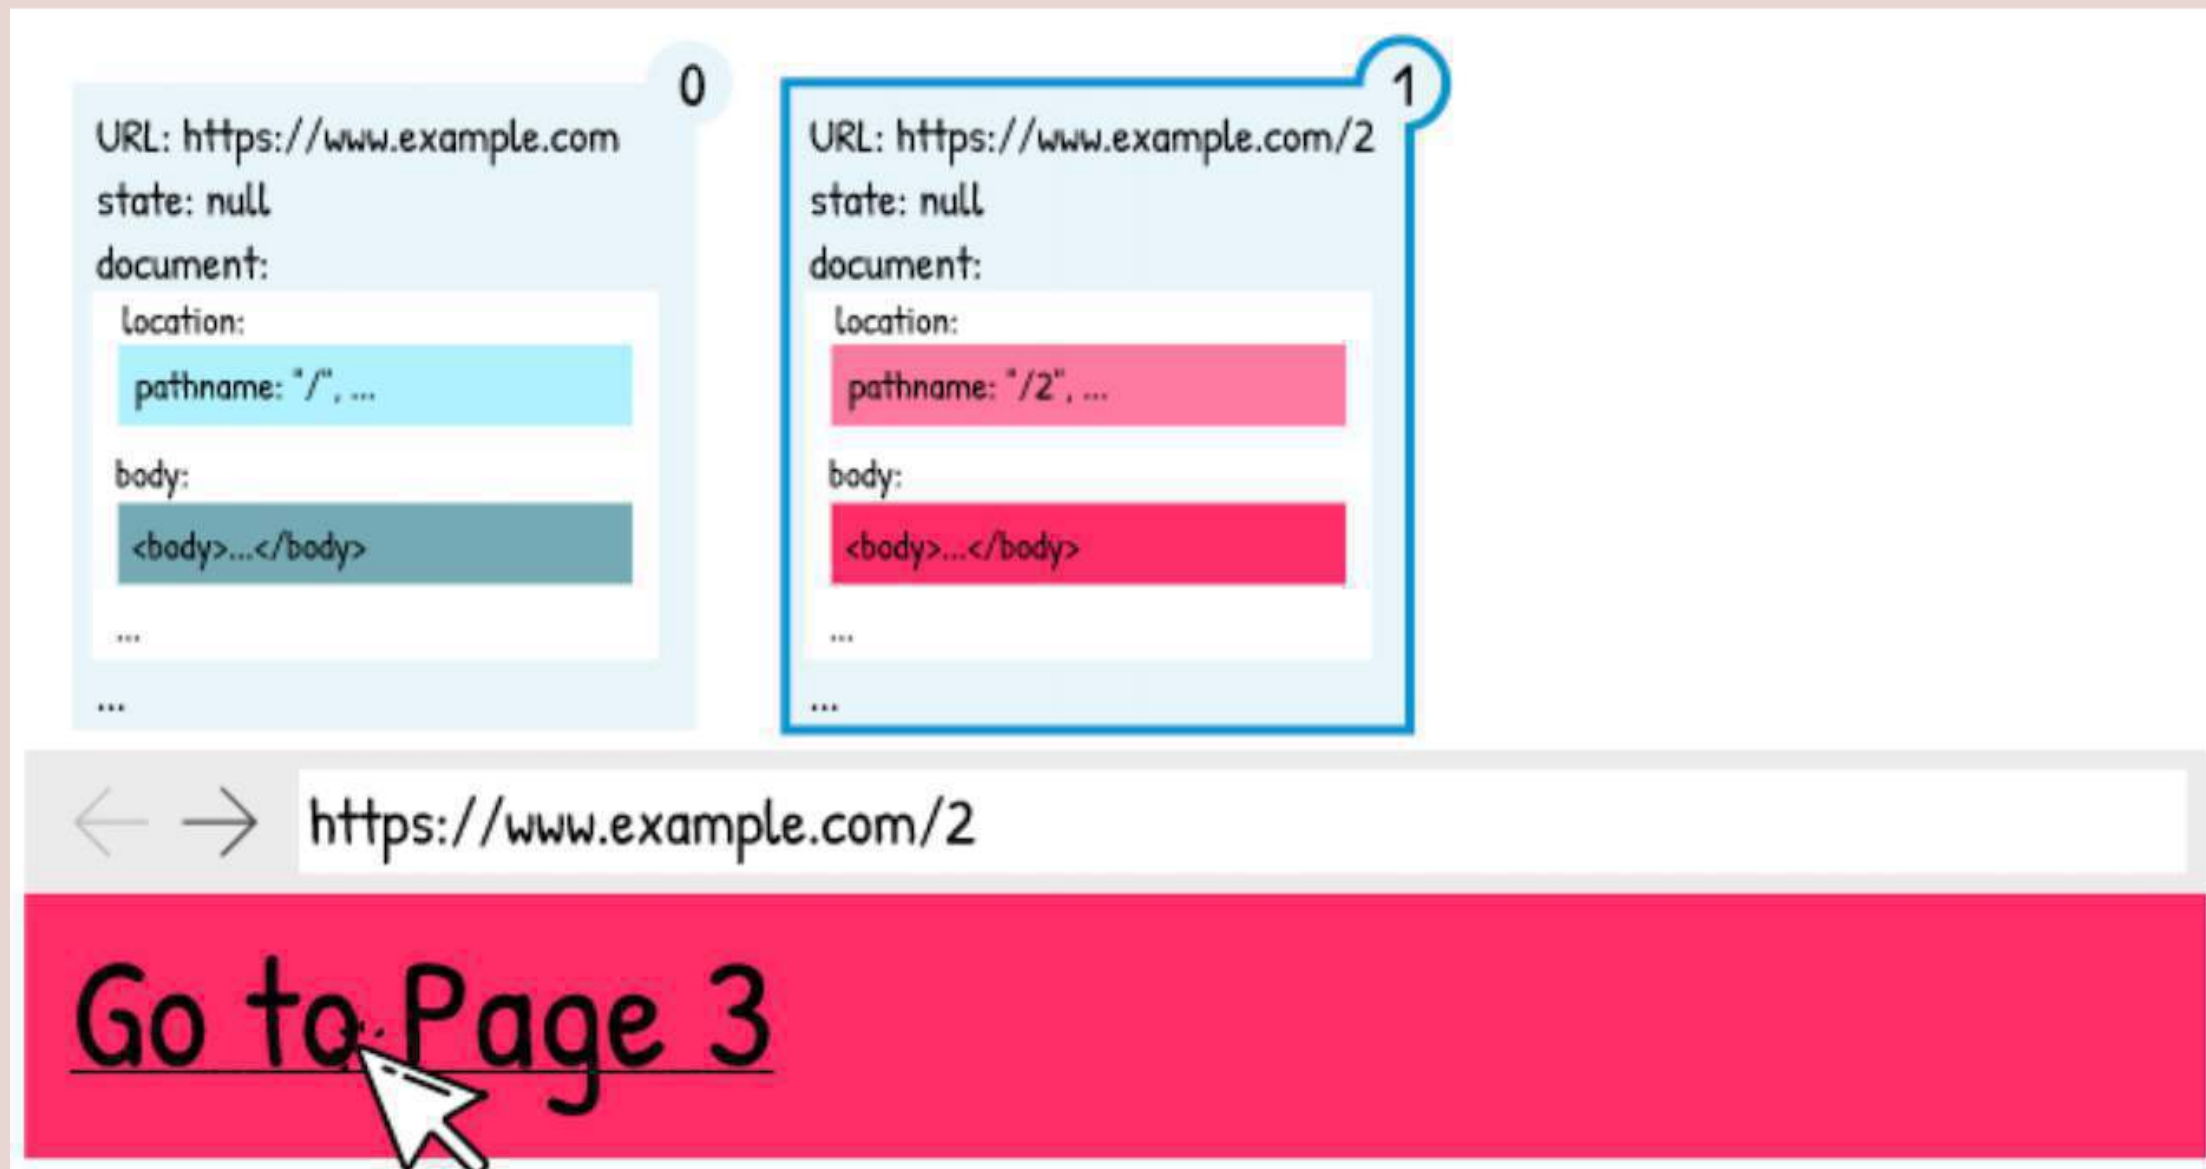 0
URL: https://www.example.com
state: null
document:
location:
pathname: "/", ...
body:
<body>...</body>
...
...
1
URL: https://www.example.com/2
state: null
document:
location:
pathname: "/2", ...
body:
<body>...</body>
...
...
https://www.example.com/2
Go to Page 3